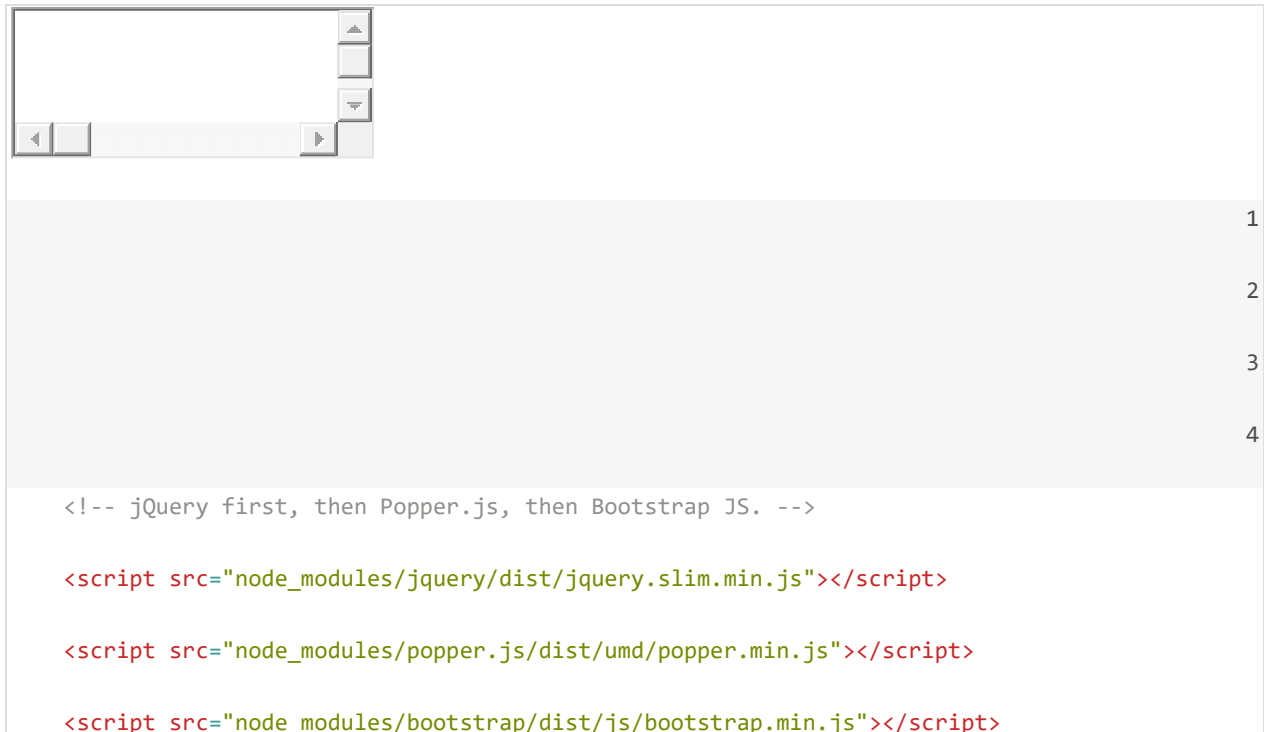 1
2
3
4
<!-- jQuery first, then Popper.js, then Bootstrap JS. -->
<script src="node_modules/jquery/dist/jquery.slim.min.js"></script>
<script src="node_modules/popper.js/dist/umd/popper.min.js"></script>
<script src="node_modules/bootstrap/dist/js/bootstrap.min.js"></script>